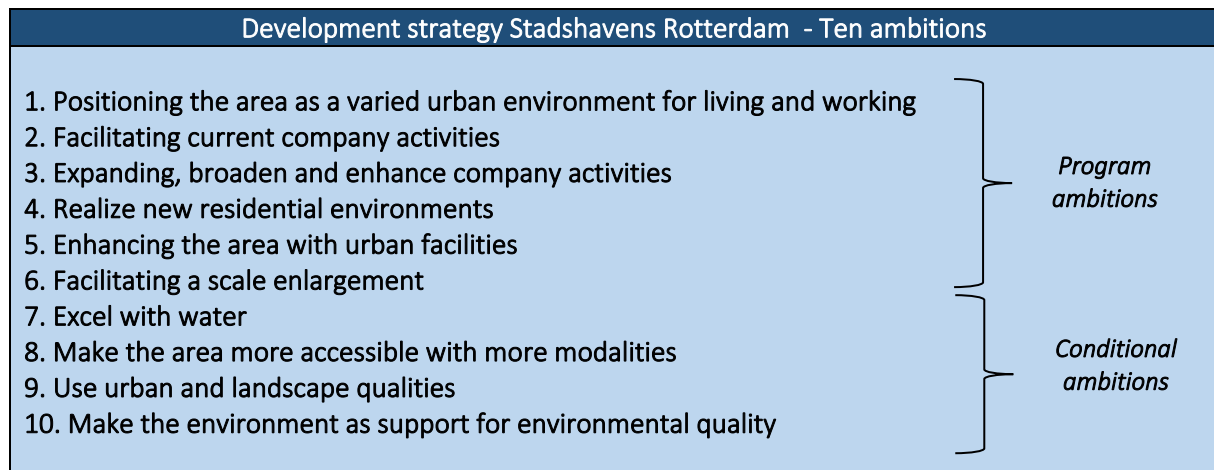 Development strategy Stadshavens Rotterdam - Ten ambitions
1. Positioning the area as a varied urban environment for living and working
2. Facilitating current company activities
3. Expanding, broaden and enhance company activities
4. Realize new residential environments
5. Enhancing the area with urban facilities
6. Facilitating a scale enlargement
Program
ambitions
7. Excel with water
8. Make the area more accessible with more modalities
9. Use urban and landscape qualities
10. Make the environment as support for environmental quality
Conditional
ambitions